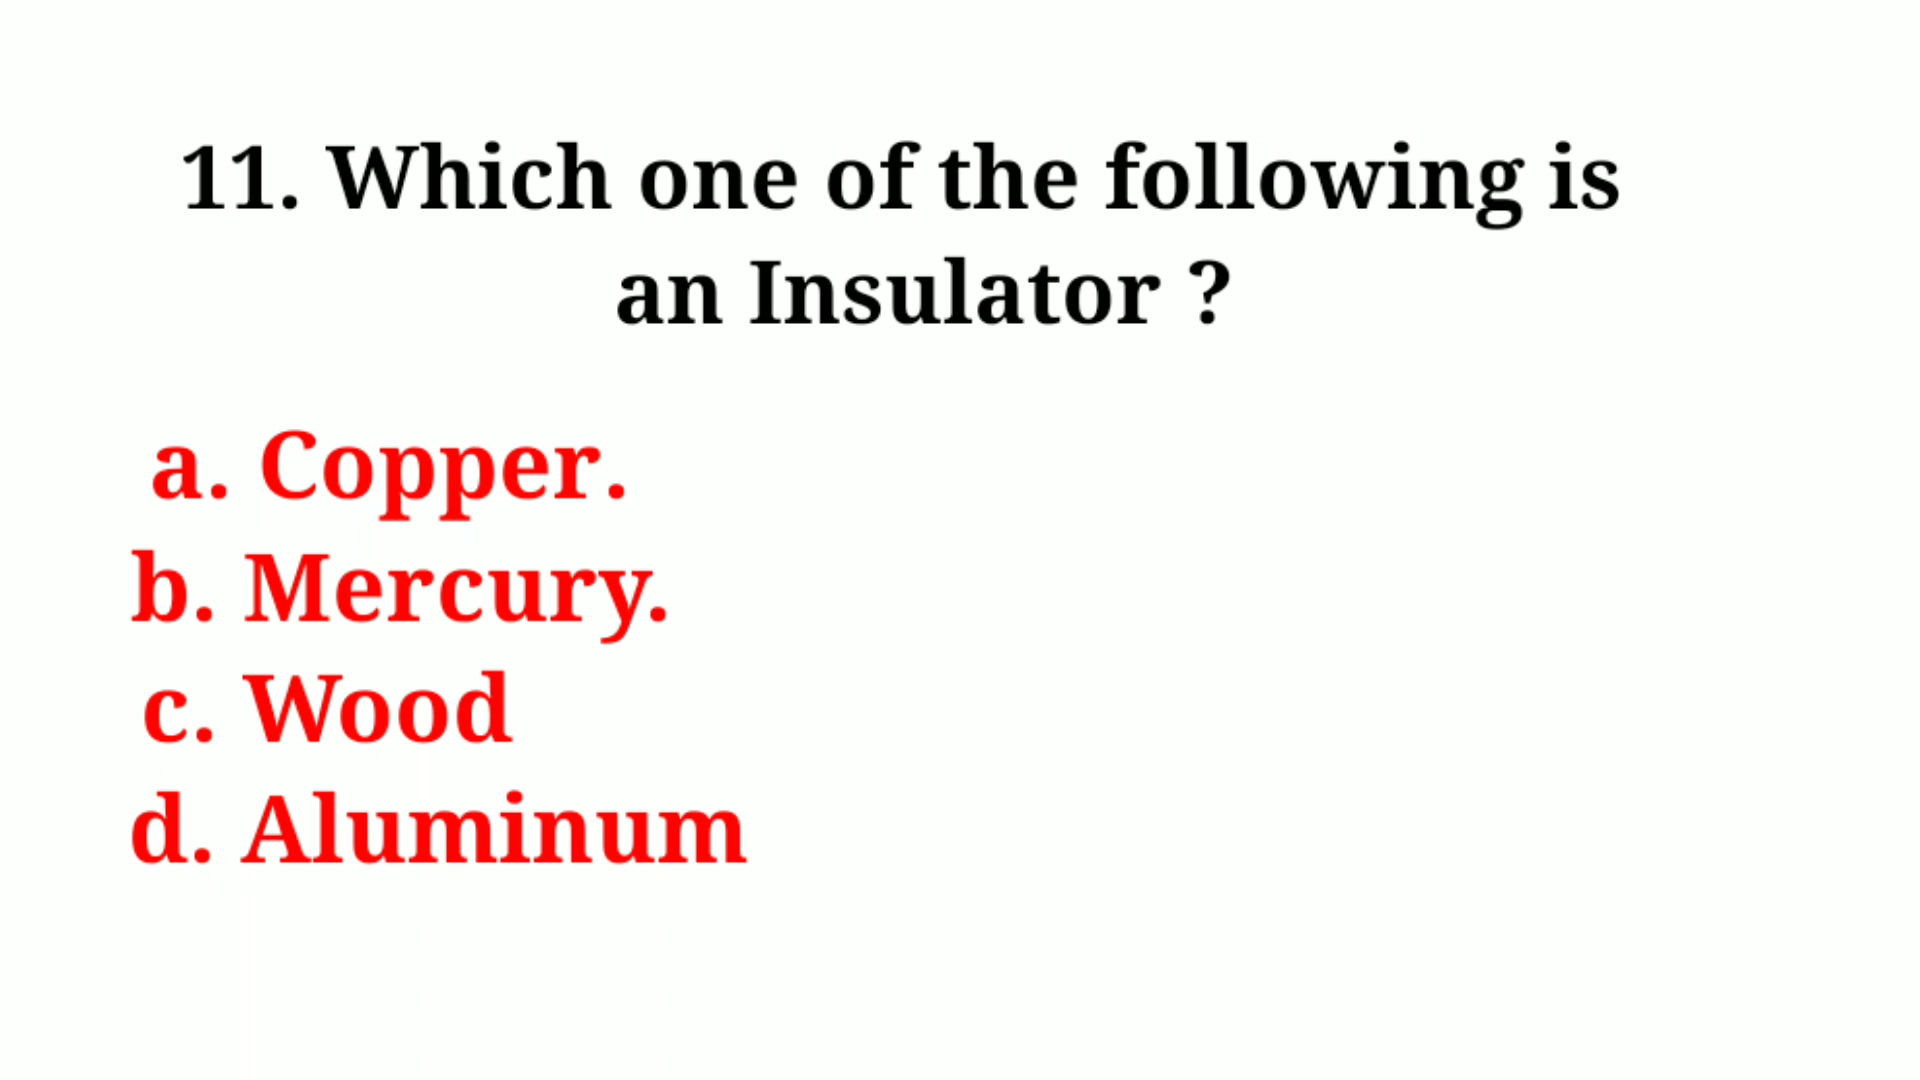 11. Which one of the following is
an Insulator ?
a. Copper.
b. Mercury.
c. Wood
d. Aluminum